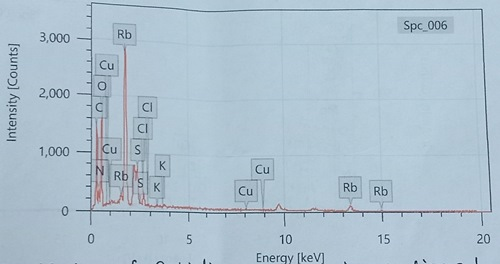 Spc_006
Rb
3,000
Cu
O
2,000
C
Cl
Cl
1,000
Cu
S
N
Rb
S
K
K
Cu
Cu
Rb
Rb
0
0
5
10
15
20
Energy [keV]
Intensity [Counts]